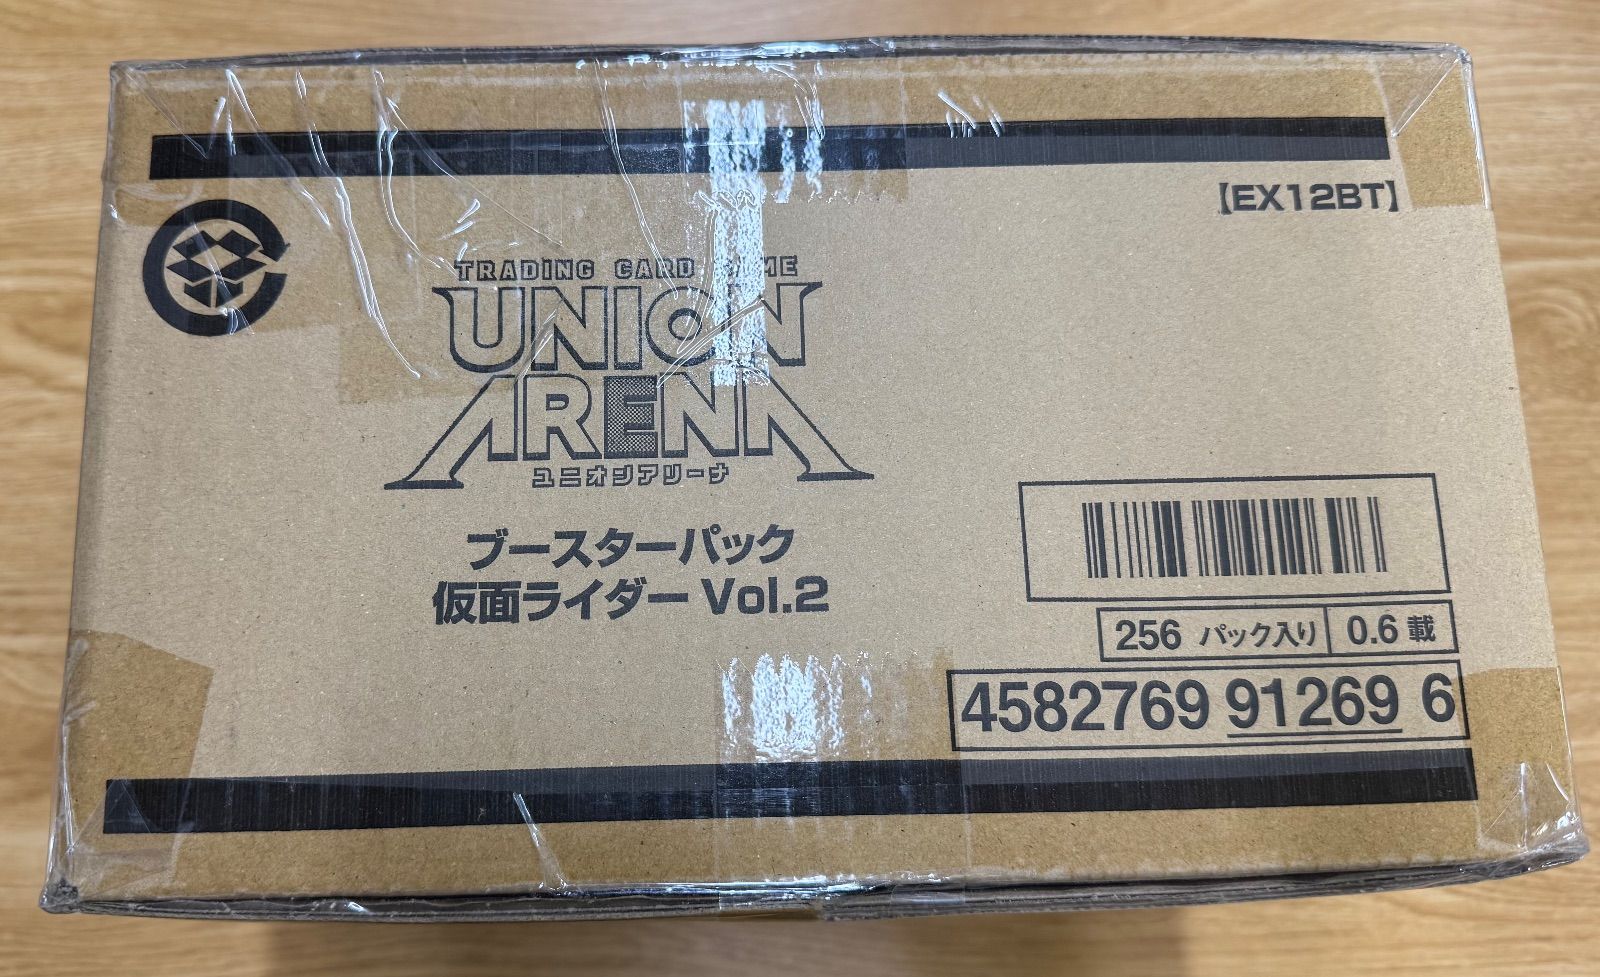 【EX12BT】
TRADING CARD GAME
UNION
ARENA
ユニオンアリーナ
ブースターパック
仮面ライダー Vol.2
256 パック入り 0.6 載
4582769 91269 6